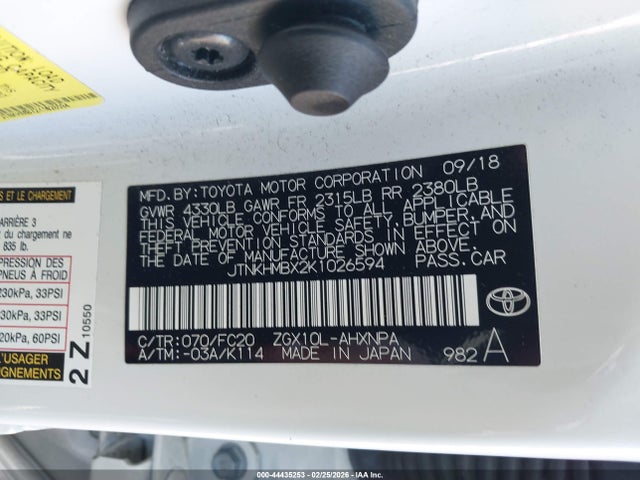 MFD. BY: TOYOTA MOTOR CORPORATION 09/18
GVWR 4330LB GAWR FR 2315LB RR 2380LB
THIS VEHICLE CONFORMS TO ALL APPLICABLE
FEDERAL MOTOR VEHICLE SAFETY, BUMPER, AND
THEFT PREVENTION STANDARDS IN EFFECT ON
THE DATE OF MANUFACTURE SHOWN ABOVE.
JTNKHMBX2K1026594 PASS. CAR
C/TR: 070/FC20 ZGX10L-AHXNPA
A/TM: -03A/K114 MADE IN JAPAN 982 A
TOYOTA
S ET LE CHARGEMENT
ARRIÈRE 3
du chargement ne
835 lb.
PRESSION DES
PNEUS À FROID
230kPa, 33PSI
230kPa, 33PSI
20kPa, 60PSI
L'USAGER
IGNEMENTS
2 Z 10550
000-44435253 - 02/25/2026 - IAA Inc.